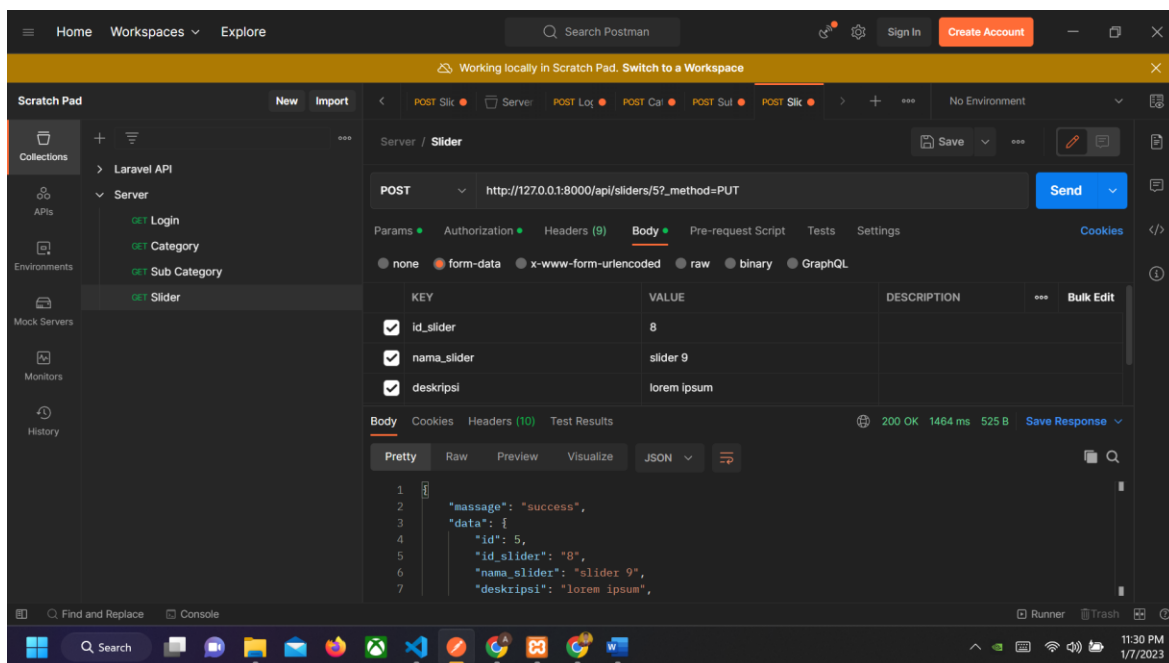 Home Workspaces Explore Search Postman Sign In Create Account
Working locally in Scratch Pad. Switch to a Workspace
Scratch Pad New Import POST Slic Server POST Log POST Cat POST Sul POST Slic No Environment
Collections
APIs
Environments
Mock Servers
Monitors
History
Laravel API
Server
GET Login
GET Category
GET Sub Category
GET Slider
Server / Slider Save
POST http://127.0.0.1:8000/api/sliders/5?_method=PUT Send
Params Authorization Headers (9) Body Pre-request Script Tests Settings Cookies
none form-data x-www-form-urlencoded raw binary GraphQL
KEY VALUE DESCRIPTION Bulk Edit
id_slider 8
nama_slider slider 9
deskripsi lorem ipsum
Body Cookies Headers (10) Test Results 200 OK 1464 ms 525 B Save Response
Pretty Raw Preview Visualize JSON
1 {
2 "massage": "success",
3 "data": {
4 "id": 5,
5 "id_slider": "8",
6 "nama_slider": "slider 9",
7 "deskripsi": "lorem ipsum",
Find and Replace Console Runner Trash
Search
11:30 PM
1/7/2023